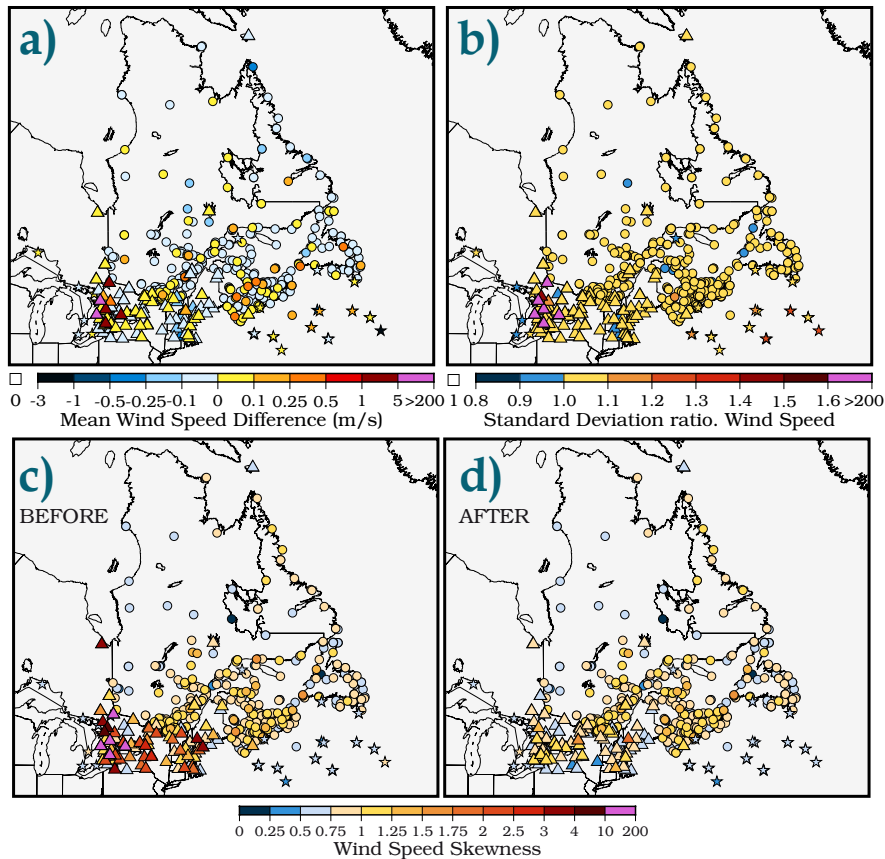 a)
b)
0 -3 -1 -0.5 -0.25 -0.1 0 0.1 0.25 0.5 1 5 >200
Mean Wind Speed Difference (m/s)
1 0.8 0.9 1.0 1.1 1.2 1.3 1.4 1.5 1.6 >200
Standard Deviation ratio. Wind Speed
c)
BEFORE
d)
AFTER
0 0.25 0.5 0.75 1 1.25 1.5 1.75 2 2.5 3 4 10 200
Wind Speed Skewness